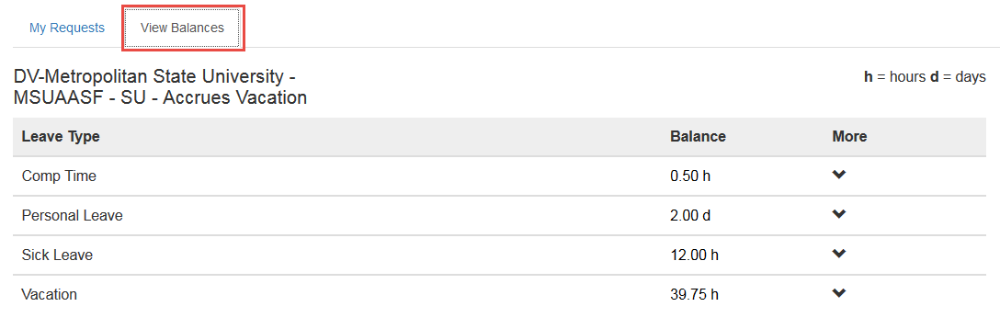 My Requests View Balances
DV-Metropolitan State University - h = hours d = days
MSUAASF - SU - Accrues Vacation
Leave Type Balance More
Comp Time 0.50 h
Personal Leave 2.00 d
Sick Leave 12.00 h
Vacation 39.75 h